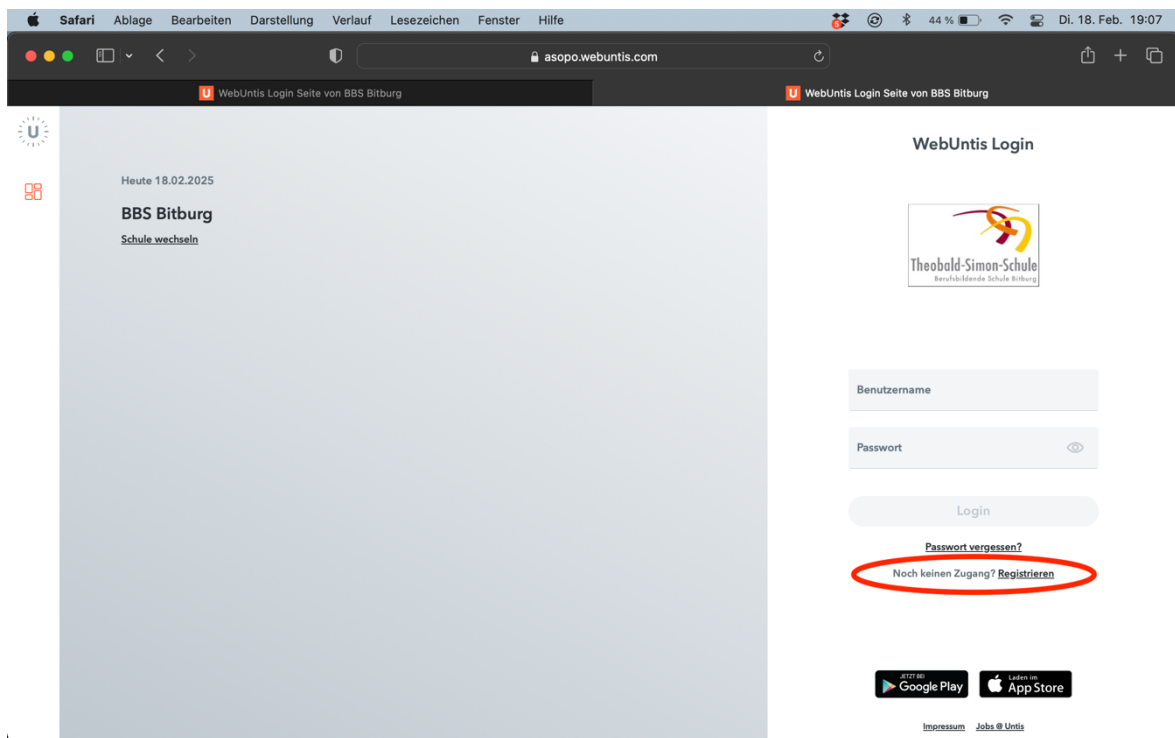 Safari Ablage Bearbeiten Darstellung Verlauf Lesezeichen Fenster Hilfe 5 44 % Di. 18. Feb. 19:07
asopo.webuntis.com
U WebUntis Login Seite von BBS Bitburg
U WebUntis Login Seite von BBS Bitburg
U
Heute 18.02.2025
BBS Bitburg
Schule wechseln
WebUntis Login
Theobald-Simon-Schule
Berufsbildende Schule Bitburg
Benutzername
Passwort
Login
Passwort vergessen?
Noch keinen Zugang? Registrieren
JETZT BEI
Google Play
Laden im
App Store
Impressum Jobs @ Untis